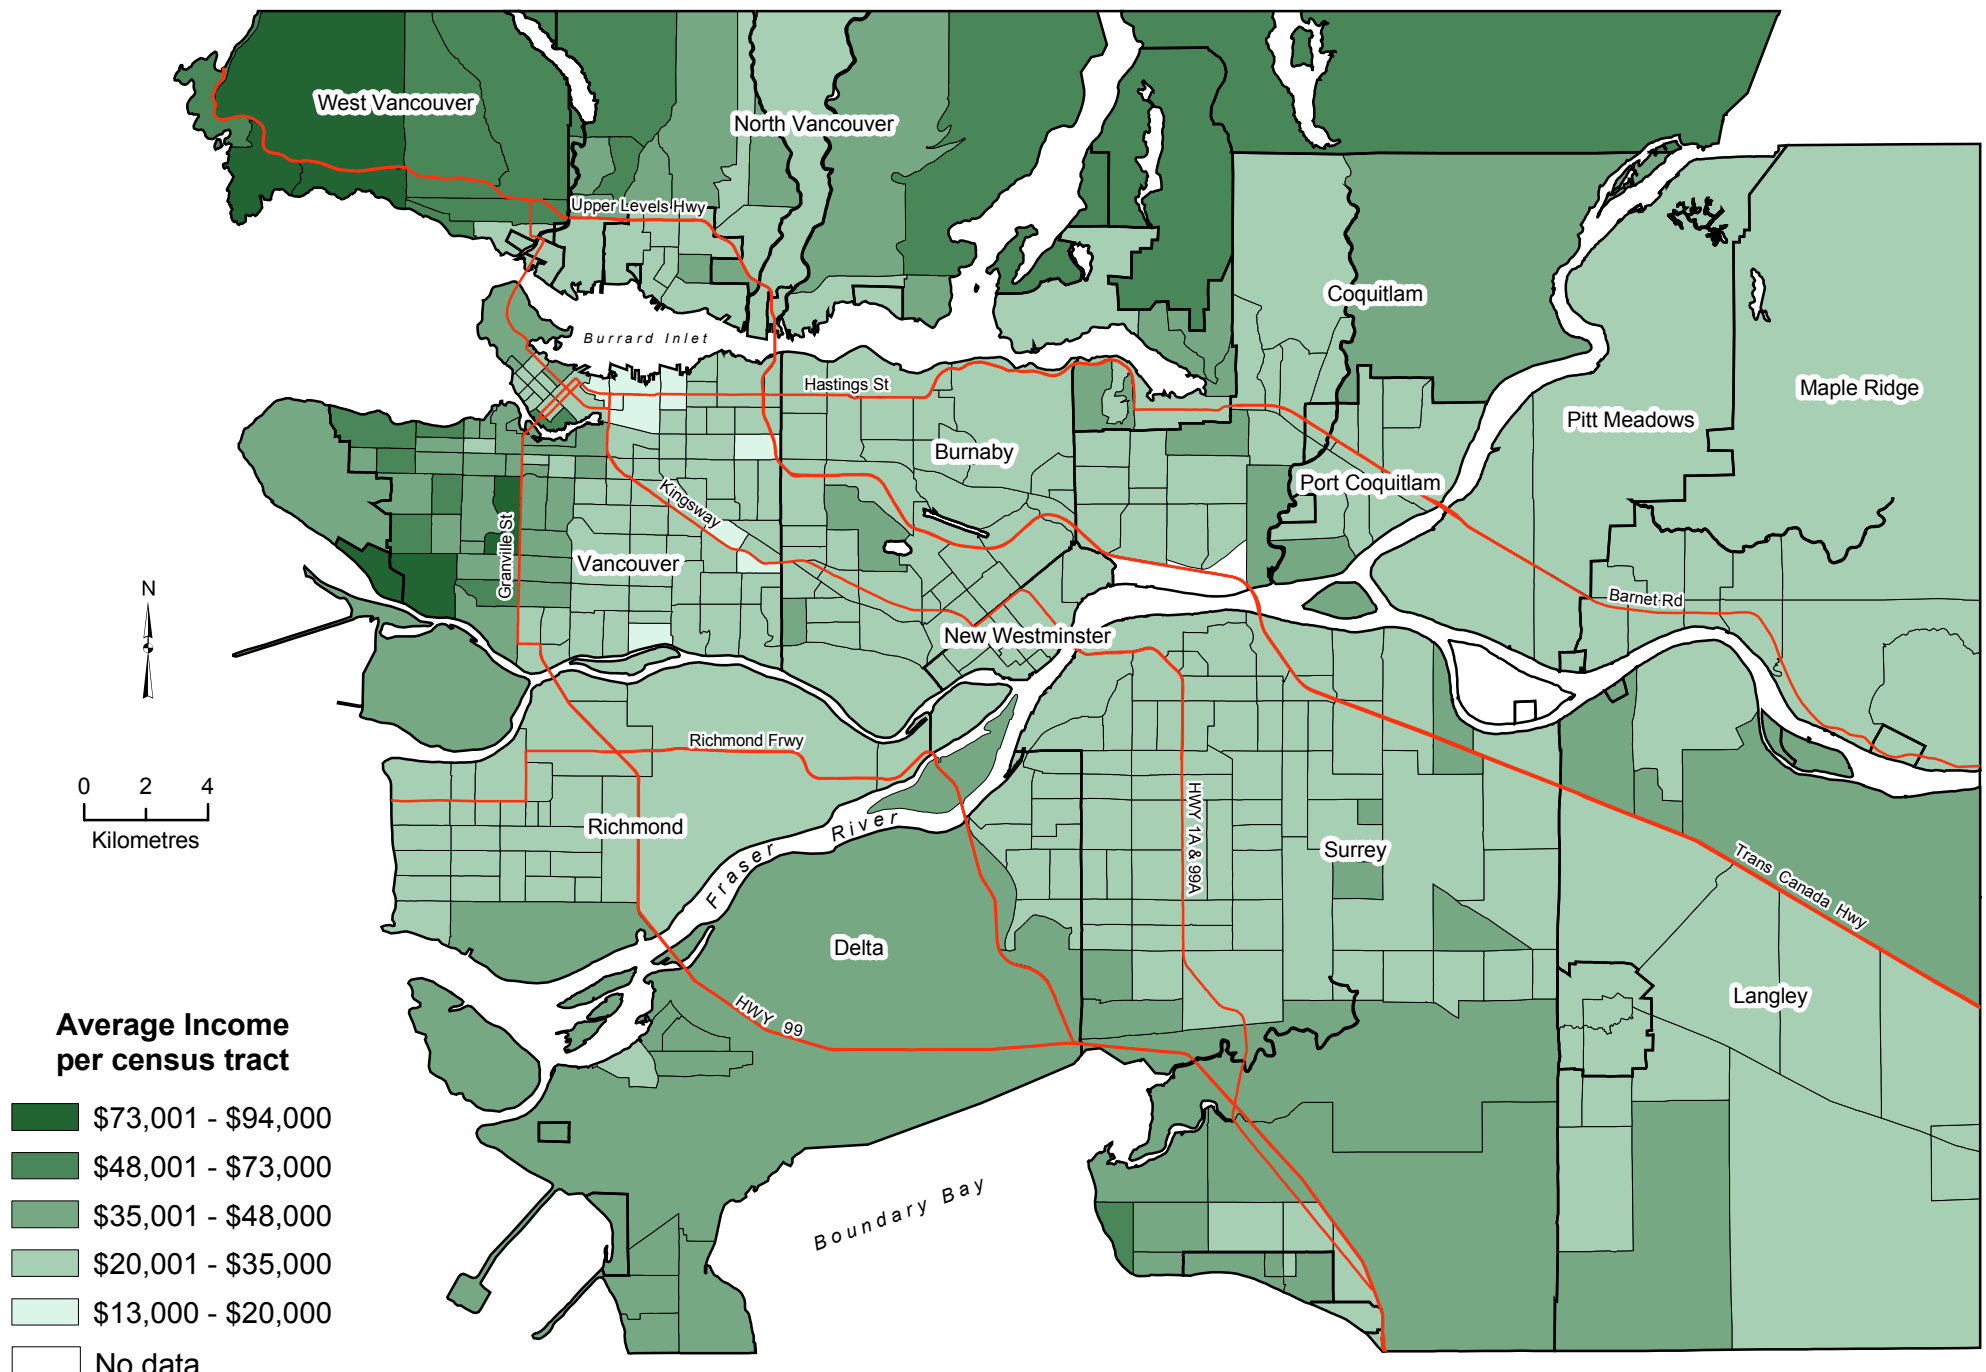 West Vancouver
North Vancouver
Upper Levels Hwy
Coquitlam
Burrard Inlet
Hastings St
Maple Ridge
Pitt Meadows
Burnaby
Port Coquitlam
Kingsway
Granville St
Vancouver
N
Barnet Rd
New Westminster
Richmond Frwy
0 2 4
Kilometres
HWY 1A & 99A
Richmond
Fraser River
Surrey
Trans Canada Hwy
Delta
Langley
HWY 99
Boundary Bay
Average Income
per census tract
$73,001 - $94,000
$48,001 - $73,000
$35,001 - $48,000
$20,001 - $35,000
$13,000 - $20,000
No data